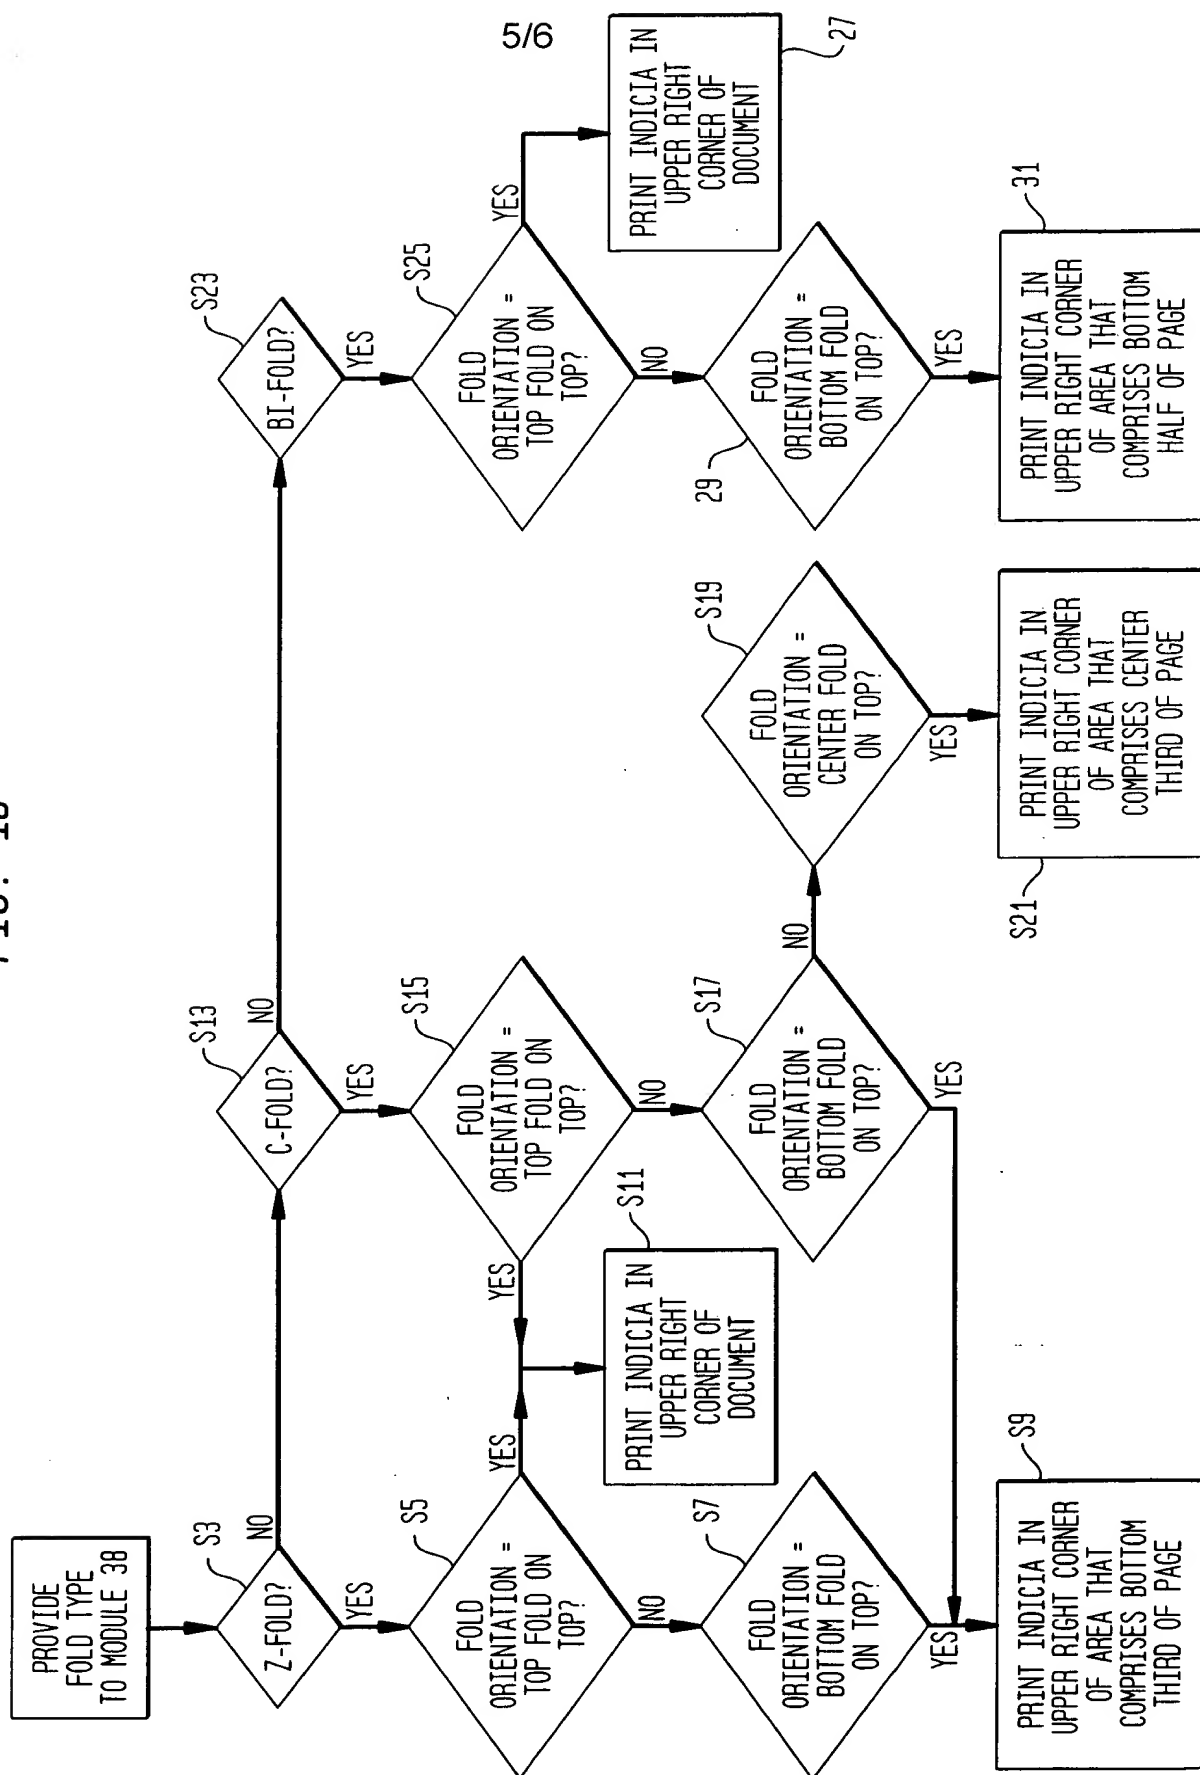 5/6
PROVIDE
FOLD TYPE
TO MODULE 38
Z-FOLD?
S3
NO
YES
C-FOLD?
S13
NO
YES
BI-FOLD?
S23
YES
FOLD
ORIENTATION =
TOP FOLD ON
TOP?
S5
YES
NO
FOLD
ORIENTATION =
TOP FOLD ON
TOP?
S15
YES
NO
FOLD
ORIENTATION =
TOP FOLD ON
TOP?
S25
YES
NO
PRINT INDICIA IN
UPPER RIGHT
CORNER OF
DOCUMENT
S11
PRINT INDICIA IN
UPPER RIGHT
CORNER OF
DOCUMENT
27
FOLD
ORIENTATION =
BOTTOM FOLD
ON TOP?
S7
YES
FOLD
ORIENTATION =
BOTTOM FOLD
ON TOP?
S17
NO
YES
FOLD
ORIENTATION =
CENTER FOLD
ON TOP?
S19
YES
FOLD
ORIENTATION =
BOTTOM FOLD
ON TOP?
29
YES
PRINT INDICIA IN
UPPER RIGHT CORNER
OF AREA THAT
COMPRISES BOTTOM
THIRD OF PAGE
S9
PRINT INDICIA IN
UPPER RIGHT CORNER
OF AREA THAT
COMPRISES CENTER
THIRD OF PAGE
S21
PRINT INDICIA IN
UPPER RIGHT CORNER
OF AREA THAT
COMPRISES BOTTOM
HALF OF PAGE
31